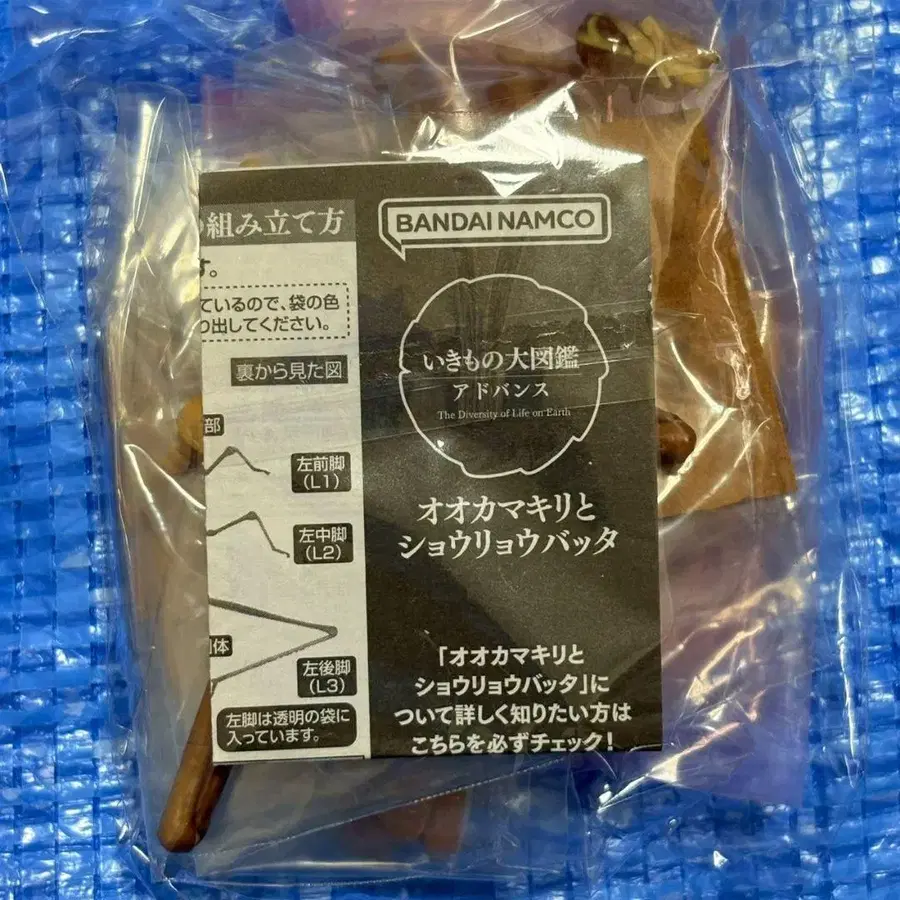 組み立て方
す。
ているので、袋の色
り出してください。
裏から見た図
部
左前脚
(L1)
左中脚
(L2)
体
左後脚
(L3)
左脚は透明の袋に
入っています。
BANDAI NAMCO
いきもの大図鑑
アドバンス
The Diversity of Life on Earth
オオカマキリと
ショウリョウバッタ
「オオカマキリと
ショウリョウバッタ」に
ついて詳しく知りたい方は
こちらを必ずチェック!